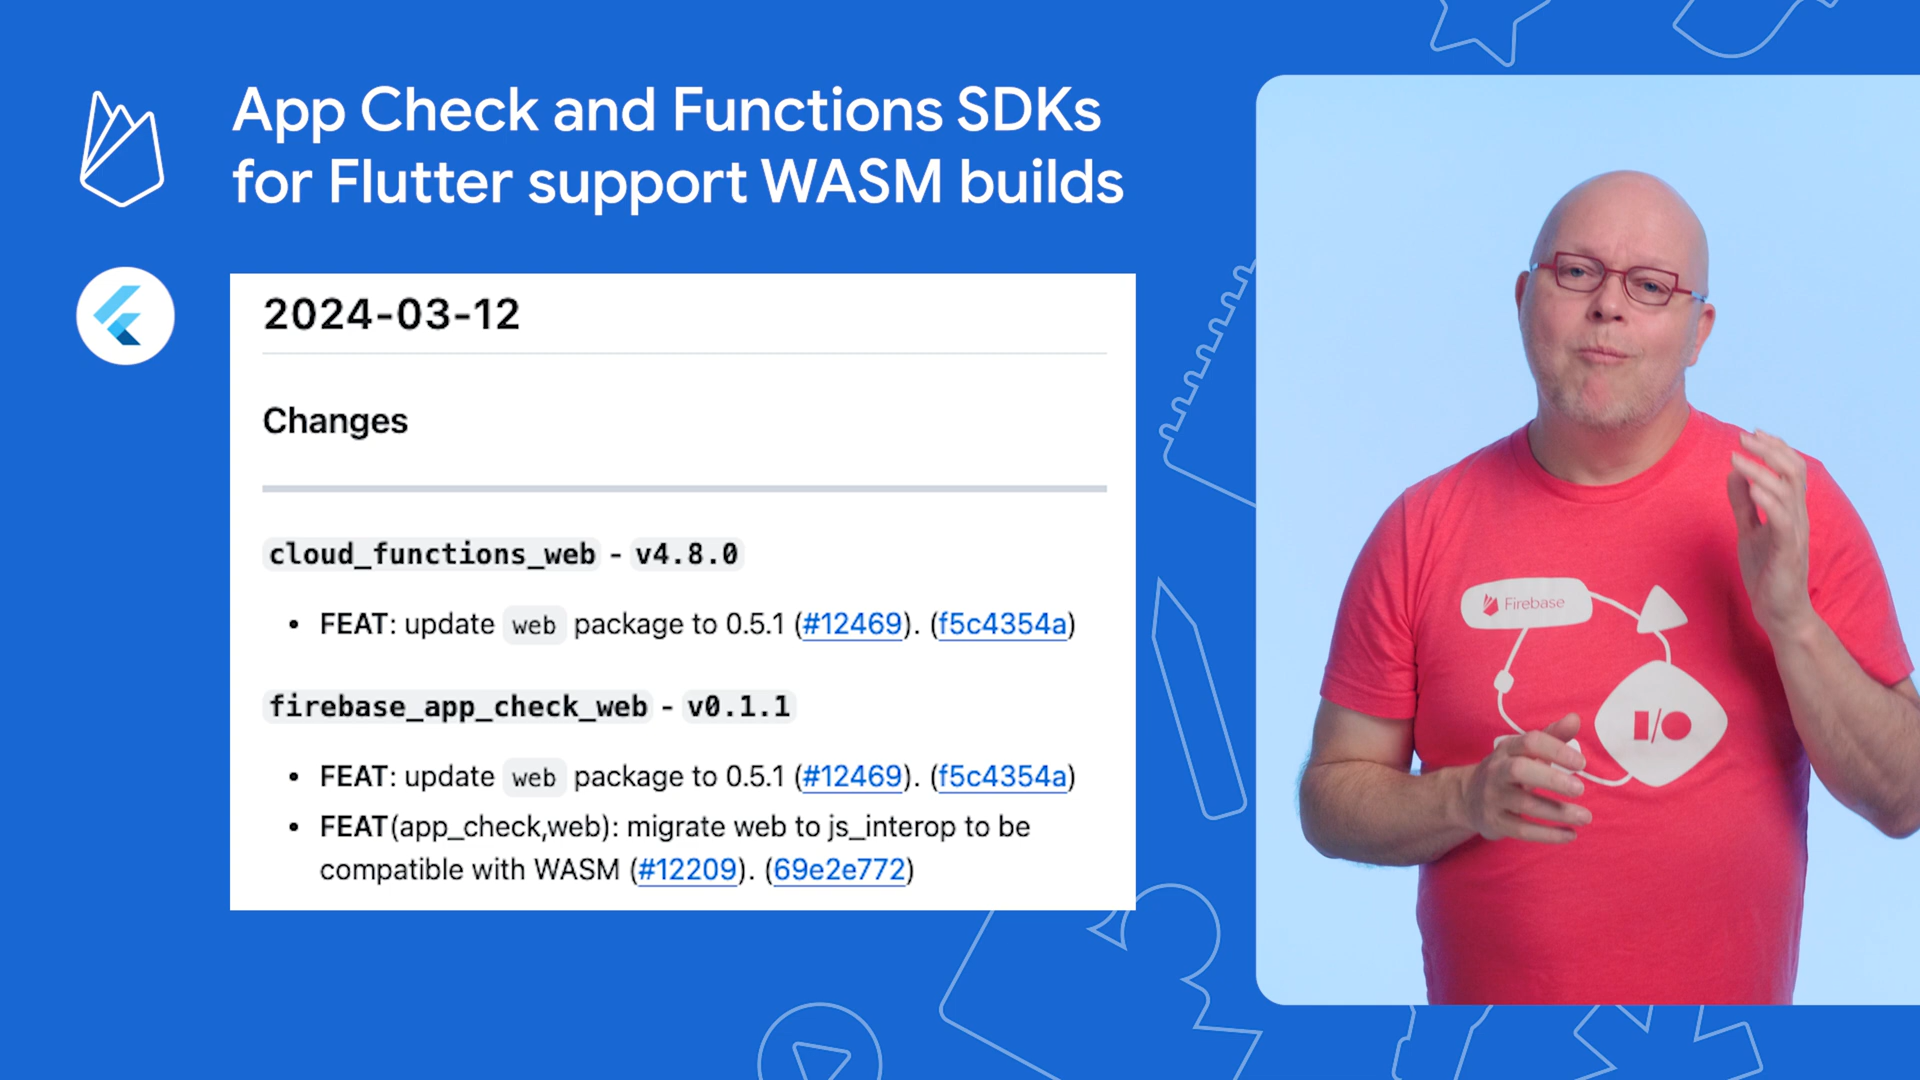 App Check and Functions SDKs
for Flutter support WASM builds
2024-03-12
Changes
cloud_functions_web - v4.8.0
• FEAT: update web package to 0.5.1 (#12469). (f5c4354a)
firebase_app_check_web - v0.1.1
• FEAT: update web package to 0.5.1 (#12469). (f5c4354a)
• FEAT(app_check,web): migrate web to js_interop to be
compatible with WASM (#12209). (69e2e772)
Firebase
I/O